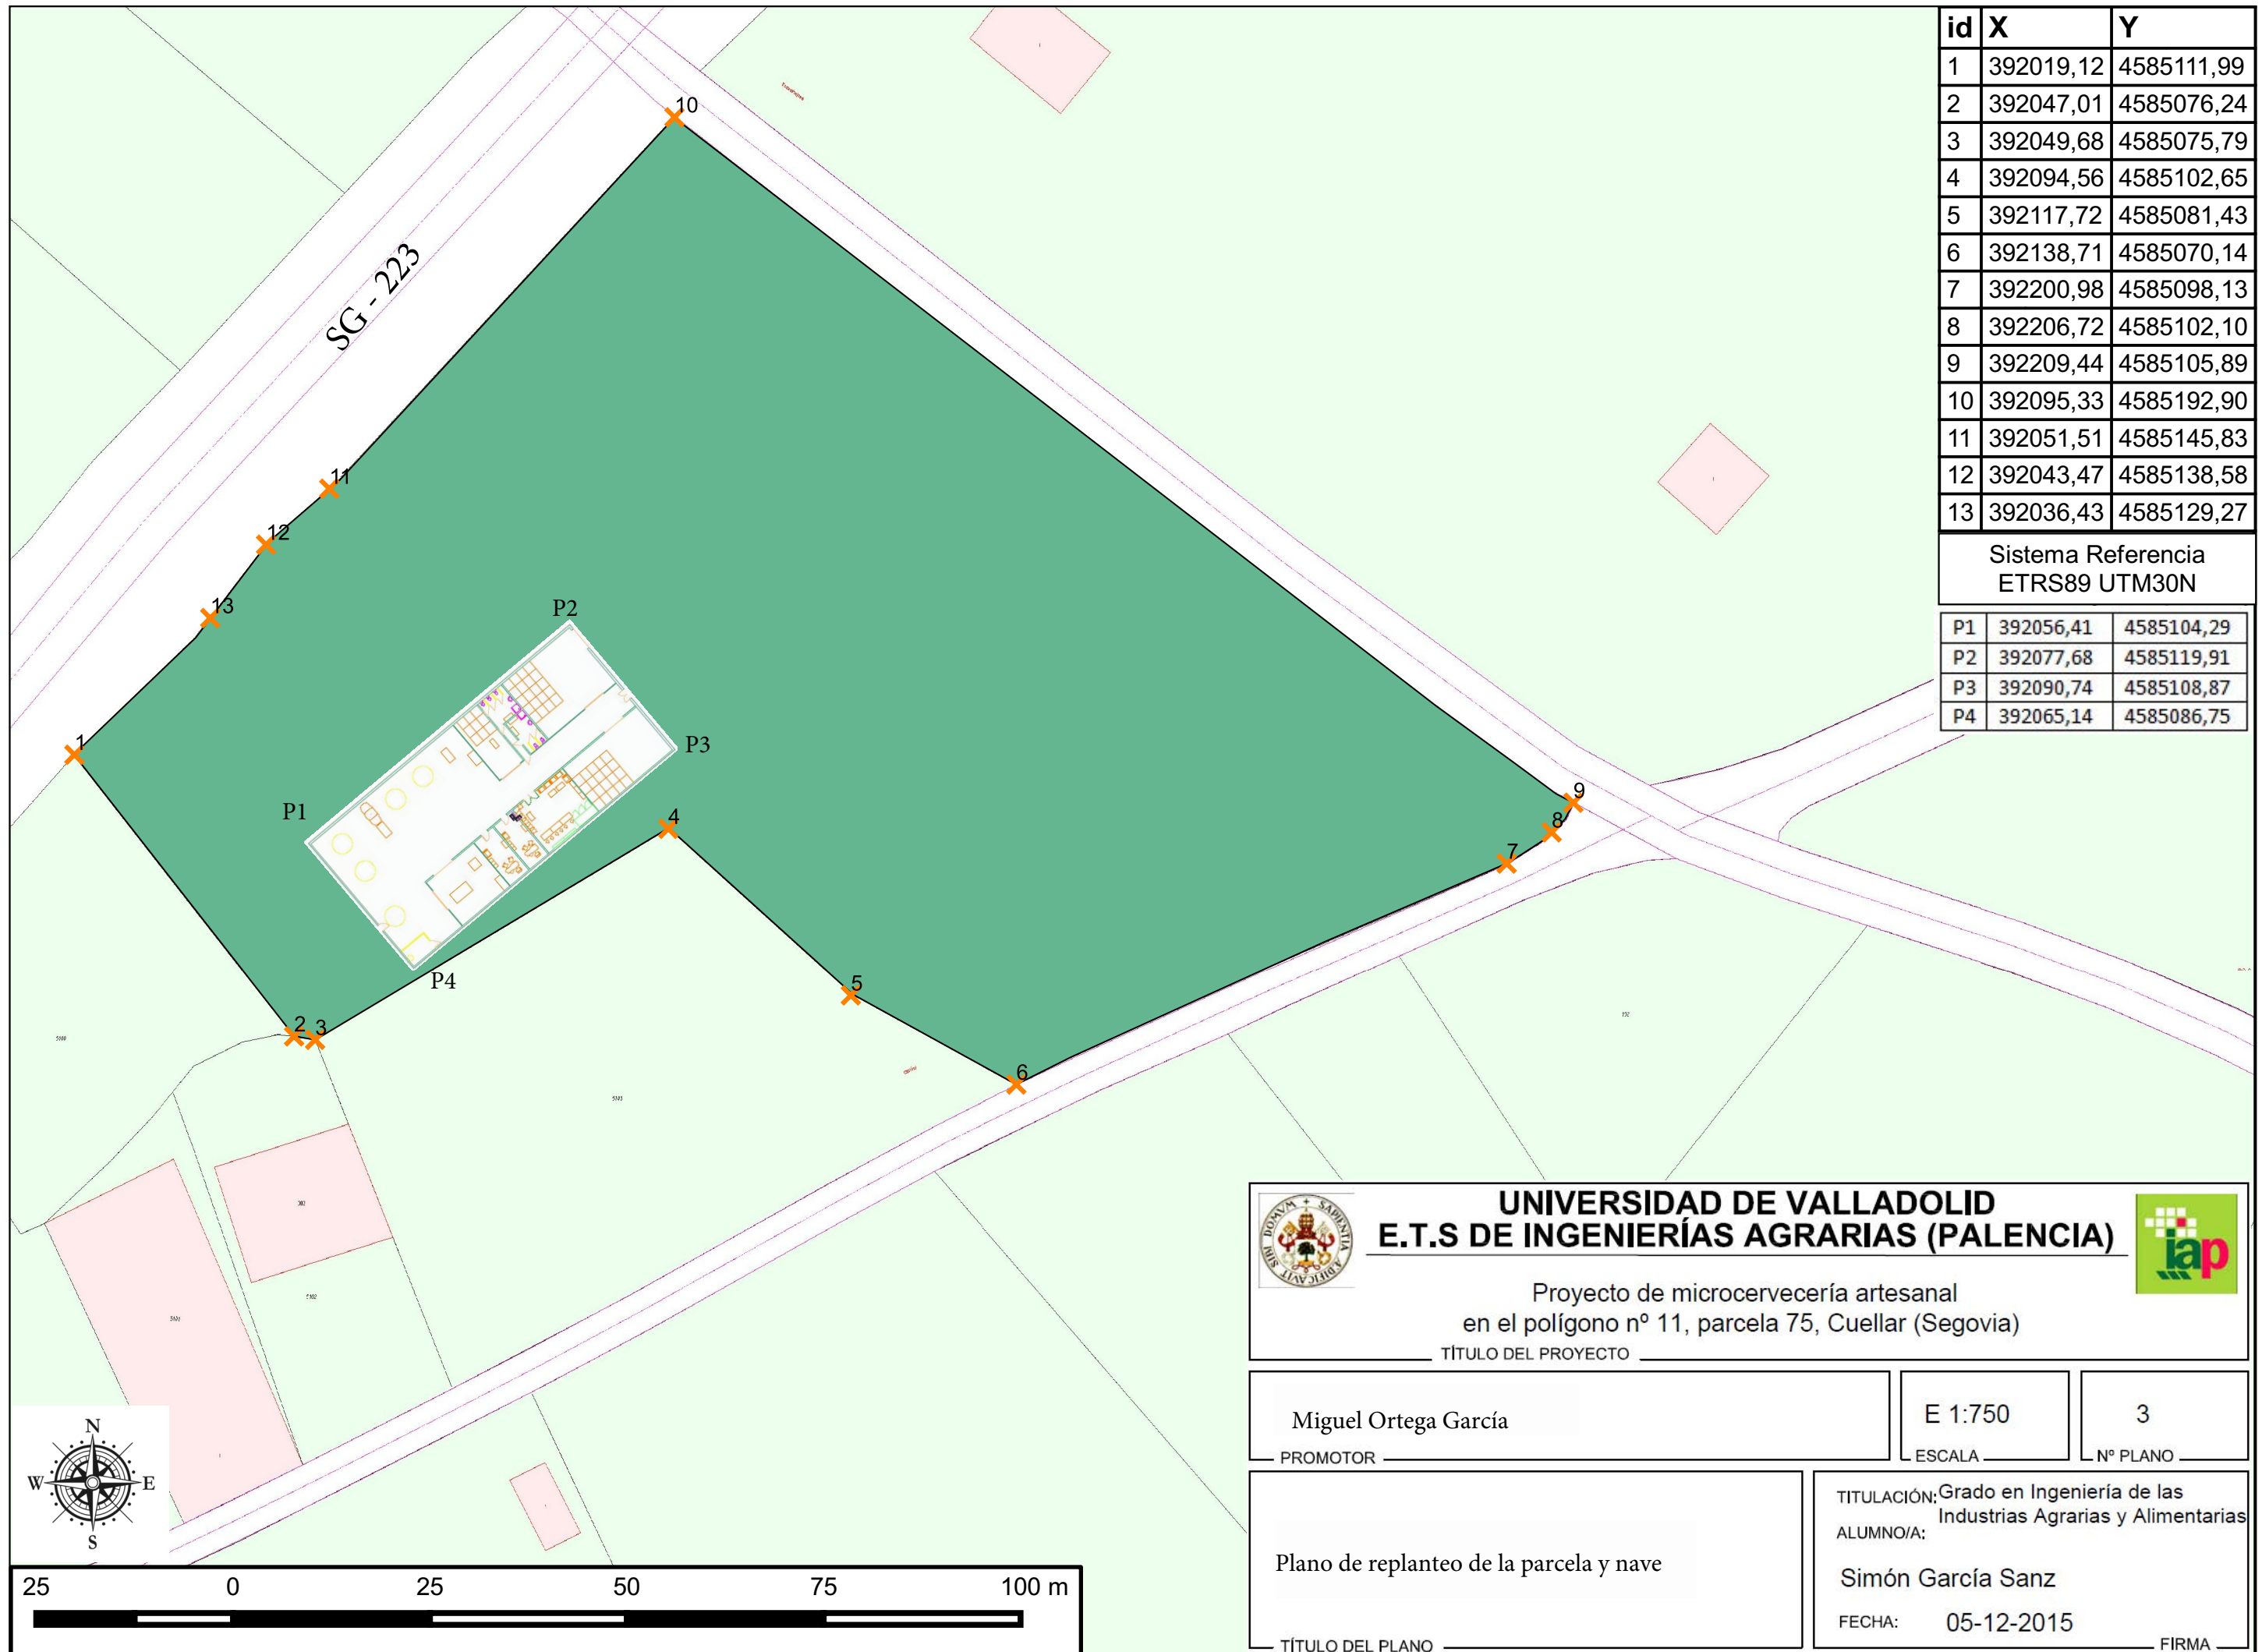 id X Y
1 392019,12 4585111,99
2 392047,01 4585076,24
3 392049,68 4585075,79
4 392094,56 4585102,65
5 392117,72 4585081,43
6 392138,71 4585070,14
7 392200,98 4585098,13
8 392206,72 4585102,10
9 392209,44 4585105,89
10 392095,33 4585192,90
11 392051,51 4585145,83
12 392043,47 4585138,58
13 392036,43 4585129,27
Sistema Referencia
ETRS89 UTM30N
P1 392056,41 4585104,29
P2 392077,68 4585119,91
P3 392090,74 4585108,87
P4 392065,14 4585086,75
10
SG - 223
11
12
13
P2
1
P3
P1
4
9
8
7
P4
5
2
3
6
N
W
E
S
25 0 25 50 75 100 m
UNIVERSIDAD DE VALLADOLID
E.T.S DE INGENIERÍAS AGRARIAS (PALENCIA)
iap
Proyecto de microcervecería artesanal
en el polígono nº 11, parcela 75, Cuellar (Segovia)
TÍTULO DEL PROYECTO
Miguel Ortega García
PROMOTOR
E 1:750
ESCALA
3
Nº PLANO
Plano de replanteo de la parcela y nave
TÍTULO DEL PLANO
TITULACIÓN: Grado en Ingeniería de las
Industrias Agrarias y Alimentarias
ALUMNO/A:
Simón García Sanz
FECHA: 05-12-2015
FIRMA